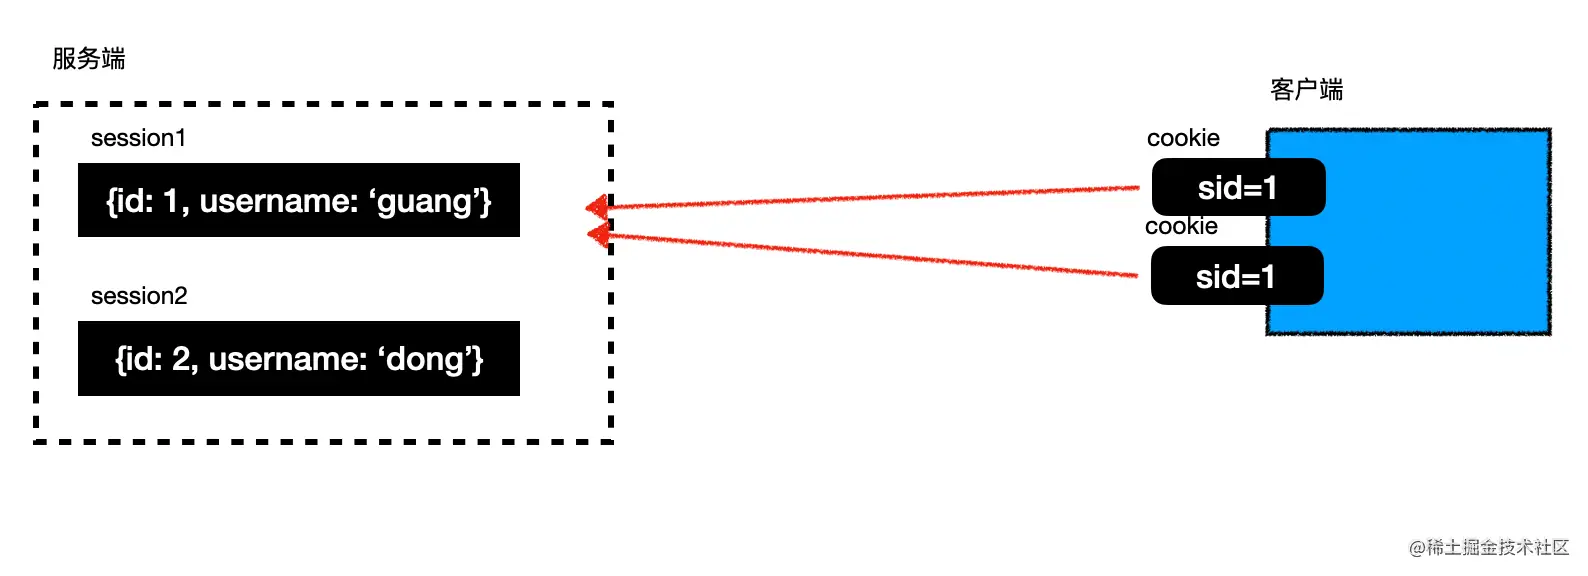 服务端
session1
{id: 1, username: ‘guang’}
session2
{id: 2, username: ‘dong’}
客户端
cookie
sid=1
cookie
sid=1
@稀土掘金技术社区